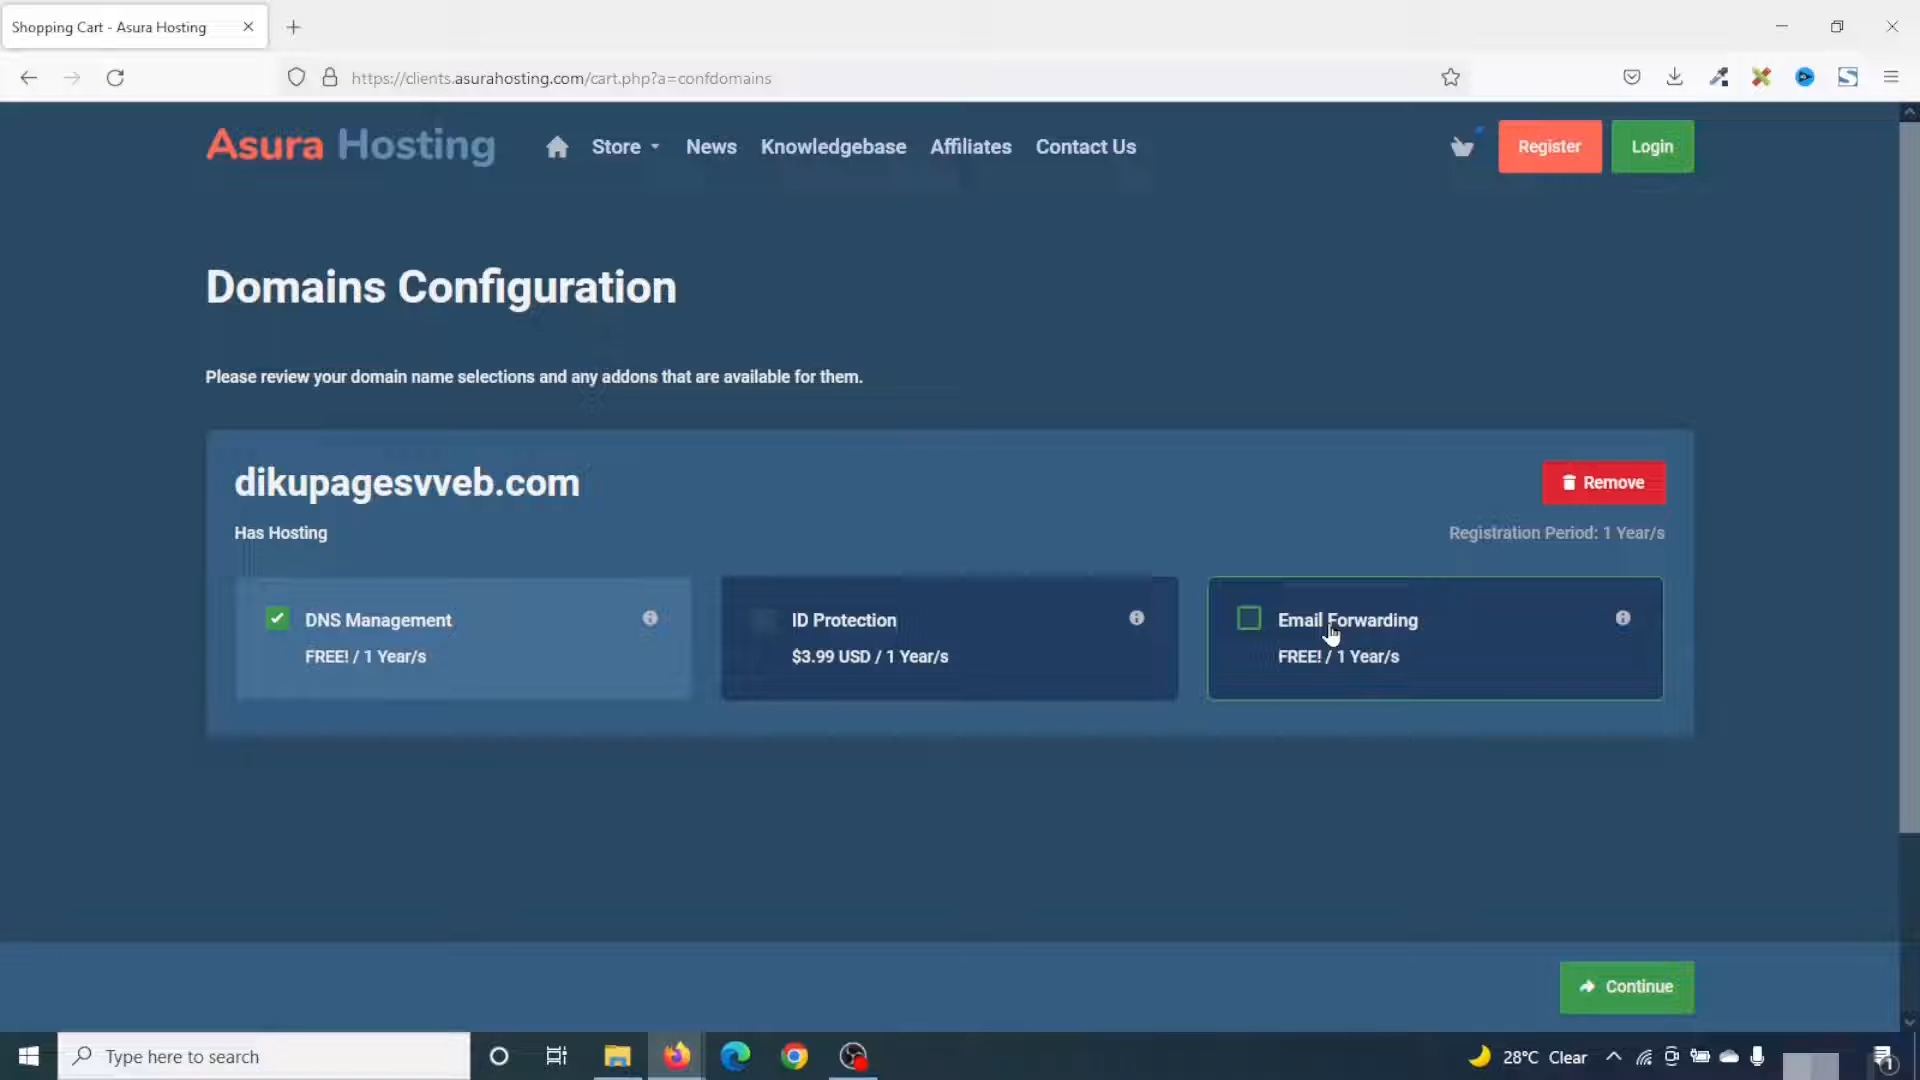 Shopping Cart - Asura Hosting
https://clients.asurahosting.com/cart.php?a=confdomains
Asura Hosting
Store
News
Knowledgebase
Affiliates
Contact Us
Register
Login
Domains Configuration
Please review your domain name selections and any addons that are available for them.
dikupagesvveb.com
Remove
Has Hosting
Registration Period: 1 Year/s
DNS Management
FREE! / 1 Year/s
ID Protection
$3.99 USD / 1 Year/s
Email Forwarding
FREE! / 1 Year/s
Continue
Type here to search
28°C Clear
1